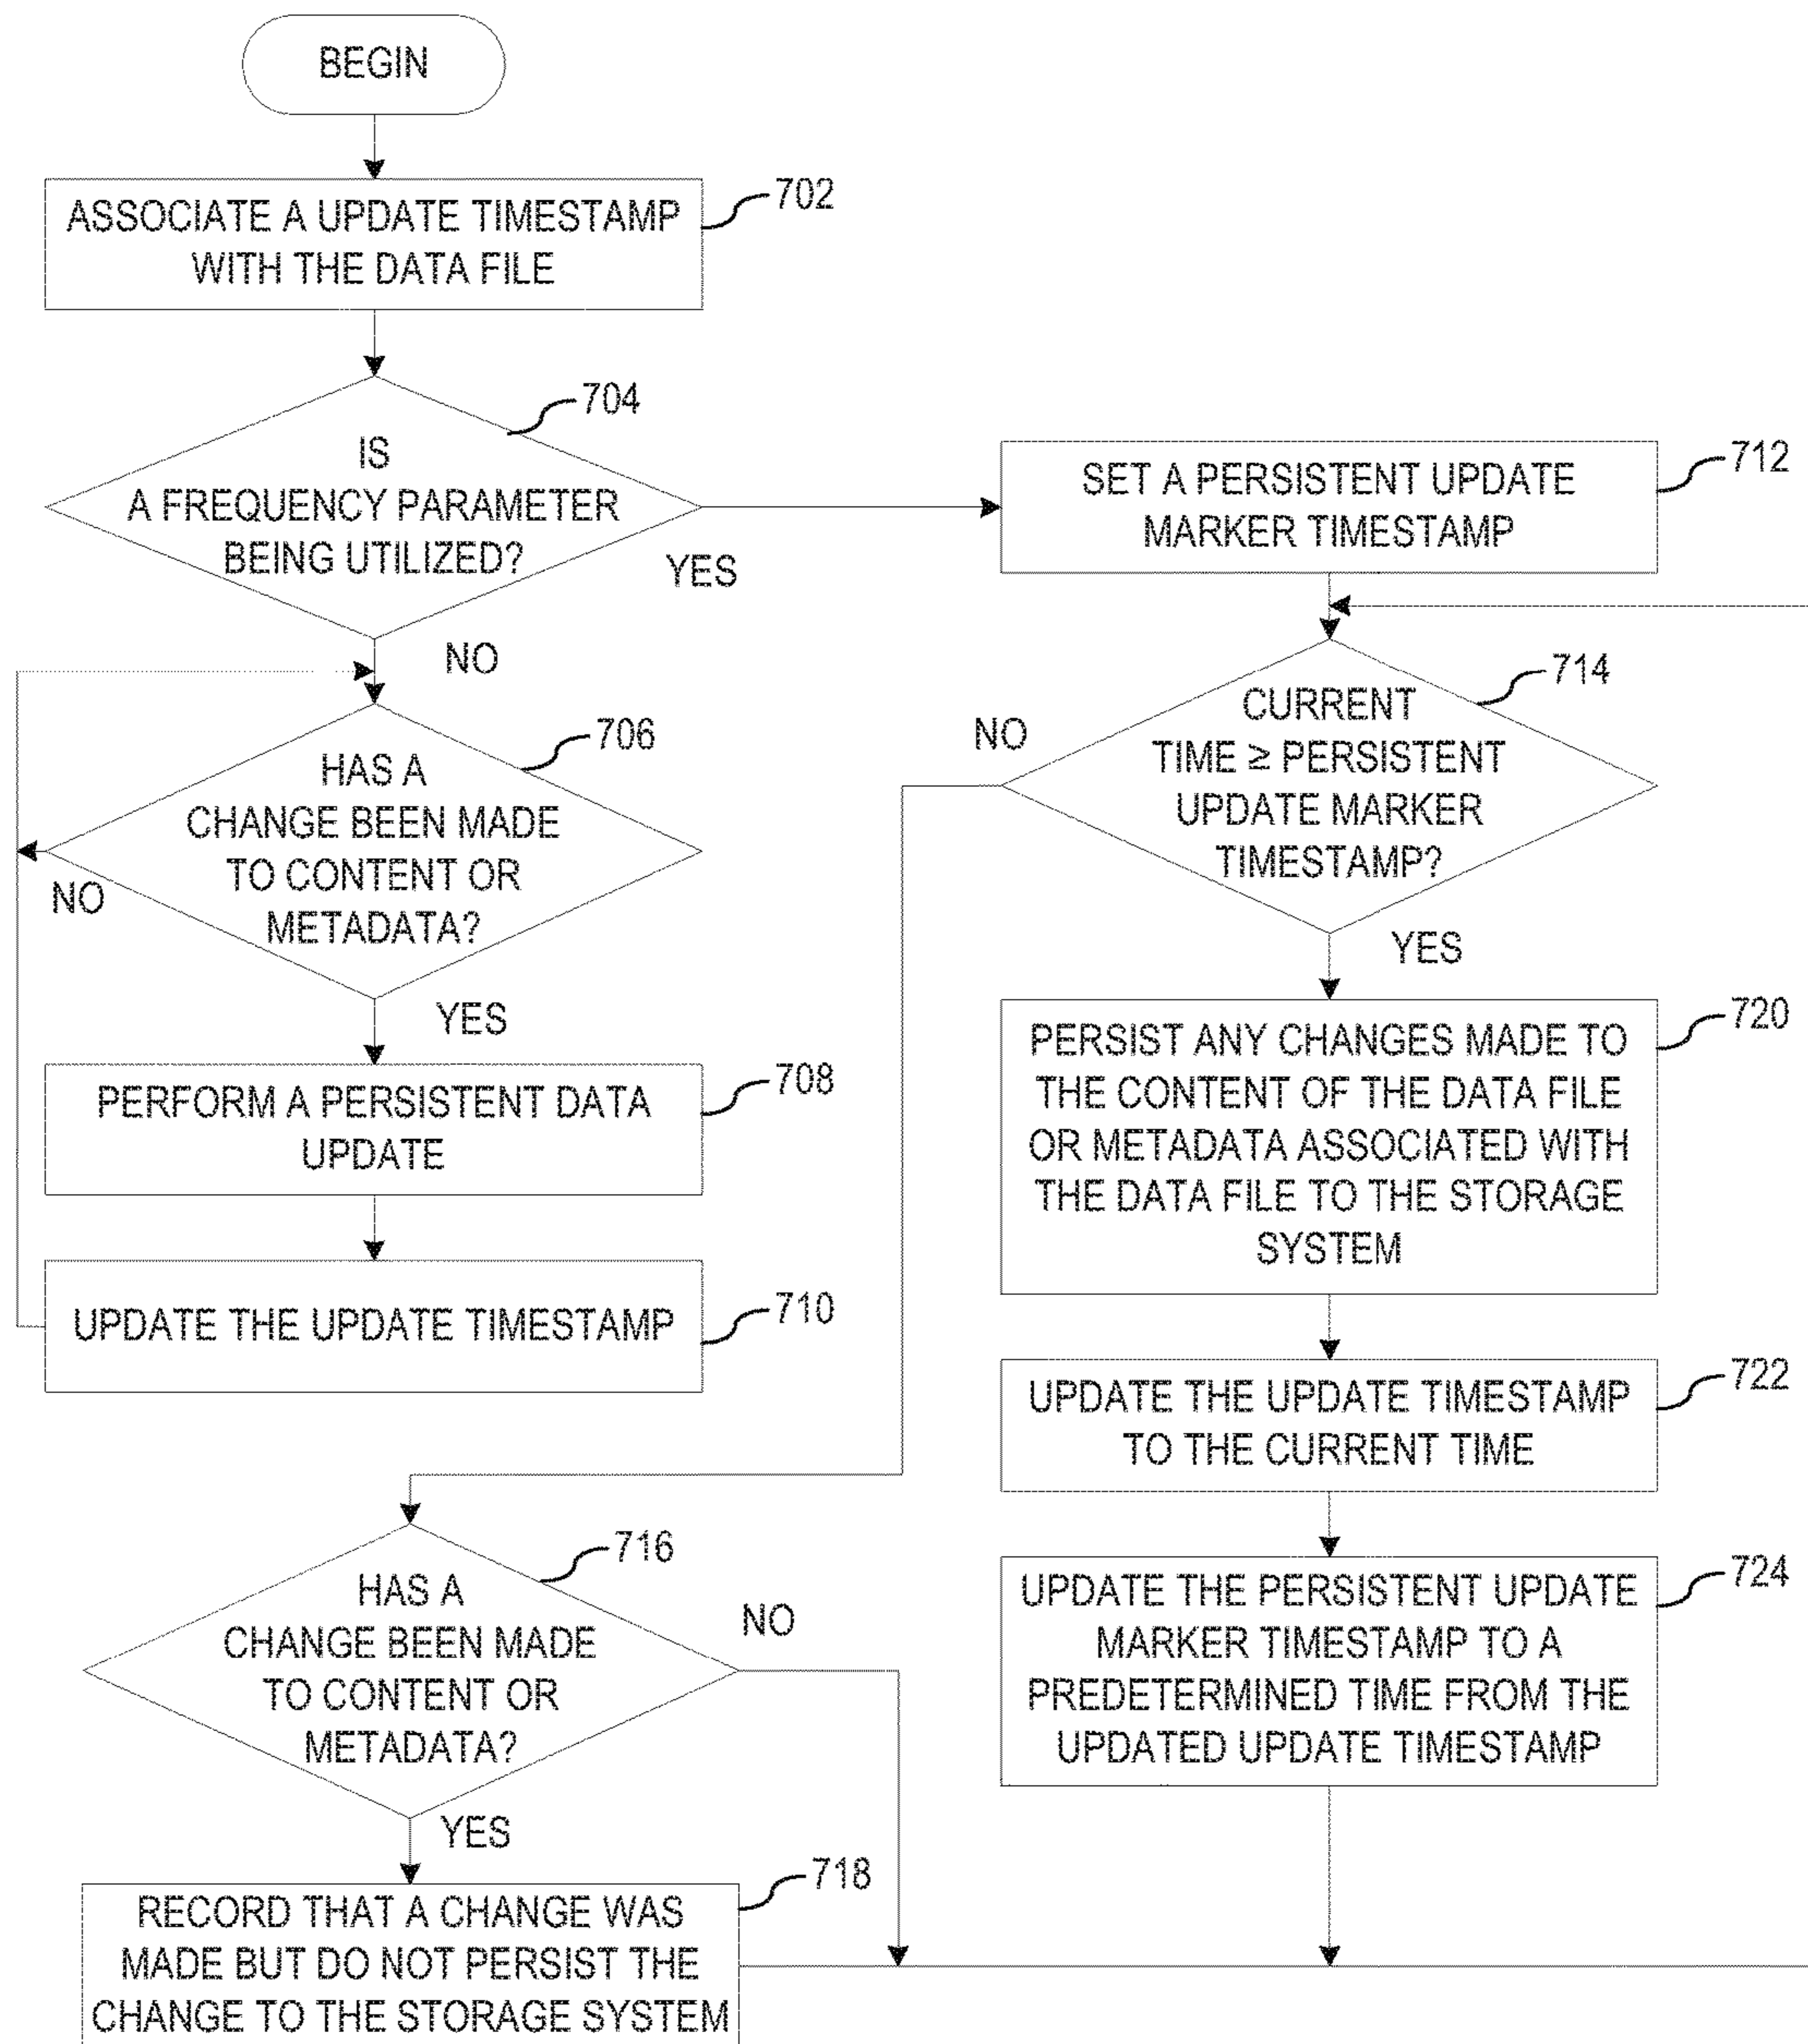 BEGIN
ASSOCIATE A UPDATE TIMESTAMP
WITH THE DATA FILE
702
704
IS
A FREQUENCY PARAMETER
BEING UTILIZED?
YES
NO
706
HAS A
CHANGE BEEN MADE
TO CONTENT OR
METADATA?
NO
YES
PERFORM A PERSISTENT DATA
UPDATE
708
UPDATE THE UPDATE TIMESTAMP
710
SET A PERSISTENT UPDATE
MARKER TIMESTAMP
712
714
CURRENT
TIME ≥ PERSISTENT
UPDATE MARKER
TIMESTAMP?
NO
YES
716
HAS A
CHANGE BEEN MADE
TO CONTENT OR
METADATA?
NO
YES
718
RECORD THAT A CHANGE WAS
MADE BUT DO NOT PERSIST THE
CHANGE TO THE STORAGE SYSTEM
PERSIST ANY CHANGES MADE TO
THE CONTENT OF THE DATA FILE
OR METADATA ASSOCIATED WITH
THE DATA FILE TO THE STORAGE
SYSTEM
720
UPDATE THE UPDATE TIMESTAMP
TO THE CURRENT TIME
722
UPDATE THE PERSISTENT UPDATE
MARKER TIMESTAMP TO A
PREDETERMINED TIME FROM THE
UPDATED UPDATE TIMESTAMP
724